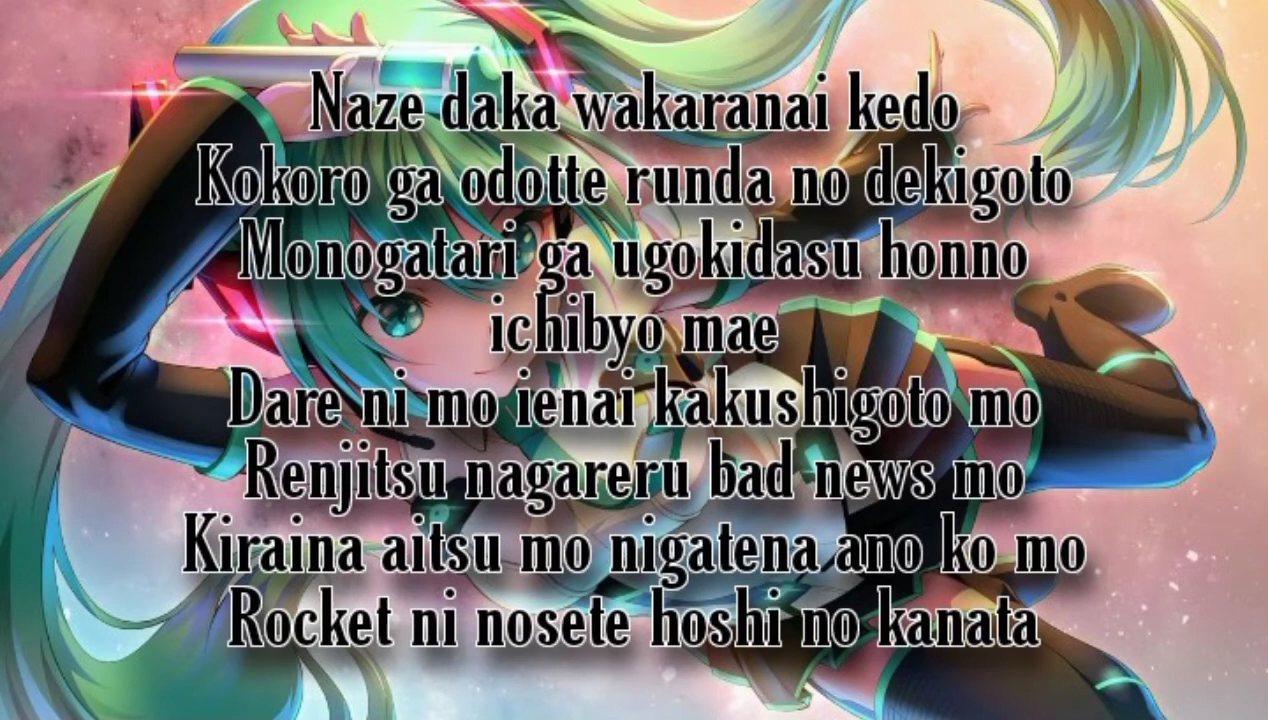 Naze daka wakaranai kedo
Kokoro ga odotte runda no dekigoto
Monogatari ga ugokidasu honno
ichibyo mae
Dare ni mo ienai kakushigoto mo
Renjitsu nagareru bad news mo
Kiraina aitsu mo nigatena ano ko mo
Rocket ni nosete hoshi no kanata